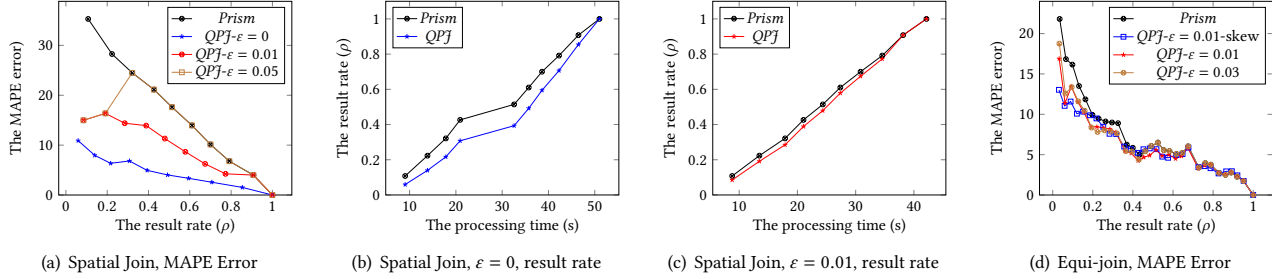 The MAPE error)
30
20
10
0
0
0.2
0.4
0.6
0.8
1
The result rate (ρ)
Prism
QPJ-ε = 0
QPJ-ε = 0.01
QPJ-ε = 0.05
(a) Spatial Join, MAPE Error
The result rate (ρ)
1
0.8
0.6
0.4
0.2
0
10
20
30
40
50
The processing time (s)
Prism
QPJ
(b) Spatial Join, ε = 0, result rate
The result rate (ρ)
1
0.8
0.6
0.4
0.2
0
10
20
30
40
The processing time (s)
Prism
QPJ
(c) Spatial Join, ε = 0.01, result rate
The MAPE error)
20
15
10
5
0
0
0.2
0.4
0.6
0.8
1
The result rate (ρ)
Prism
QPJ-ε = 0.01-skew
QPJ-ε = 0.01
QPJ-ε = 0.03
(d) Equi-join, MAPE Error